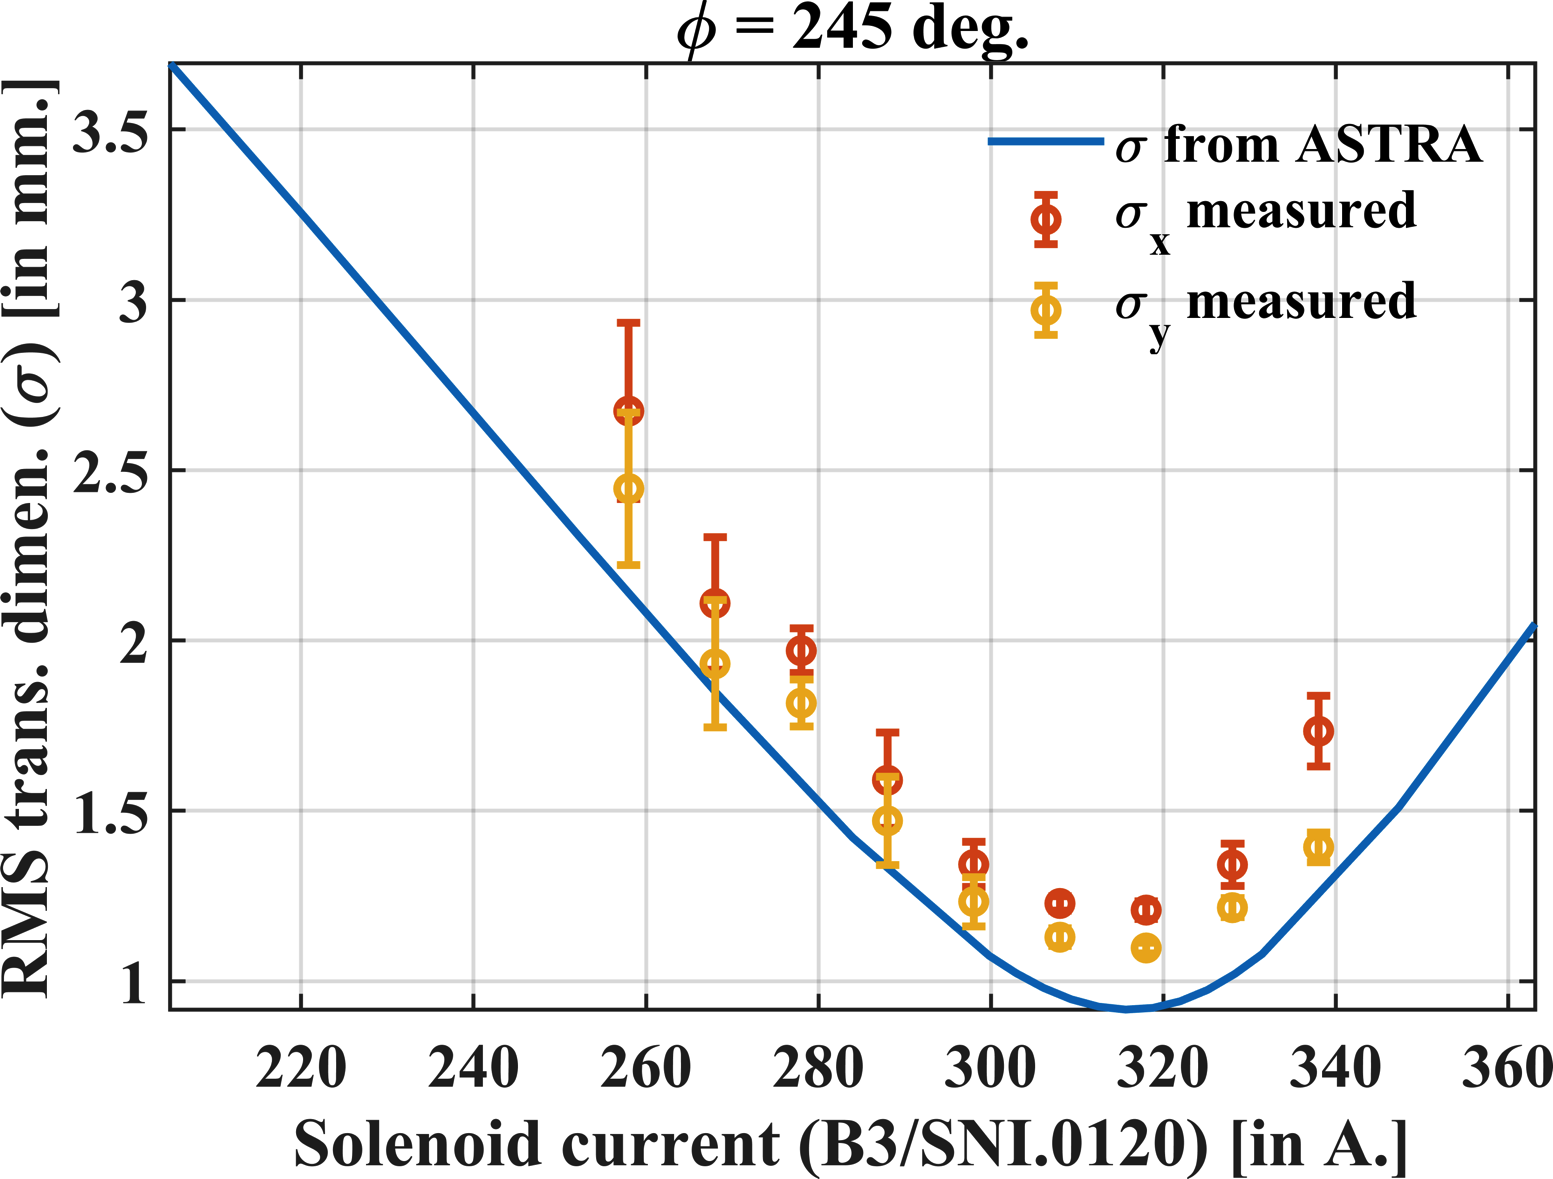 ϕ = 245 deg.
RMS trans. dimen. (σ) [in mm.]
3.5
3
2.5
2
1.5
1
σ from ASTRA
σx measured
σy measured
220 240 260 280 300 320 340 360
Solenoid current (B3/SNI.0120) [in A.]